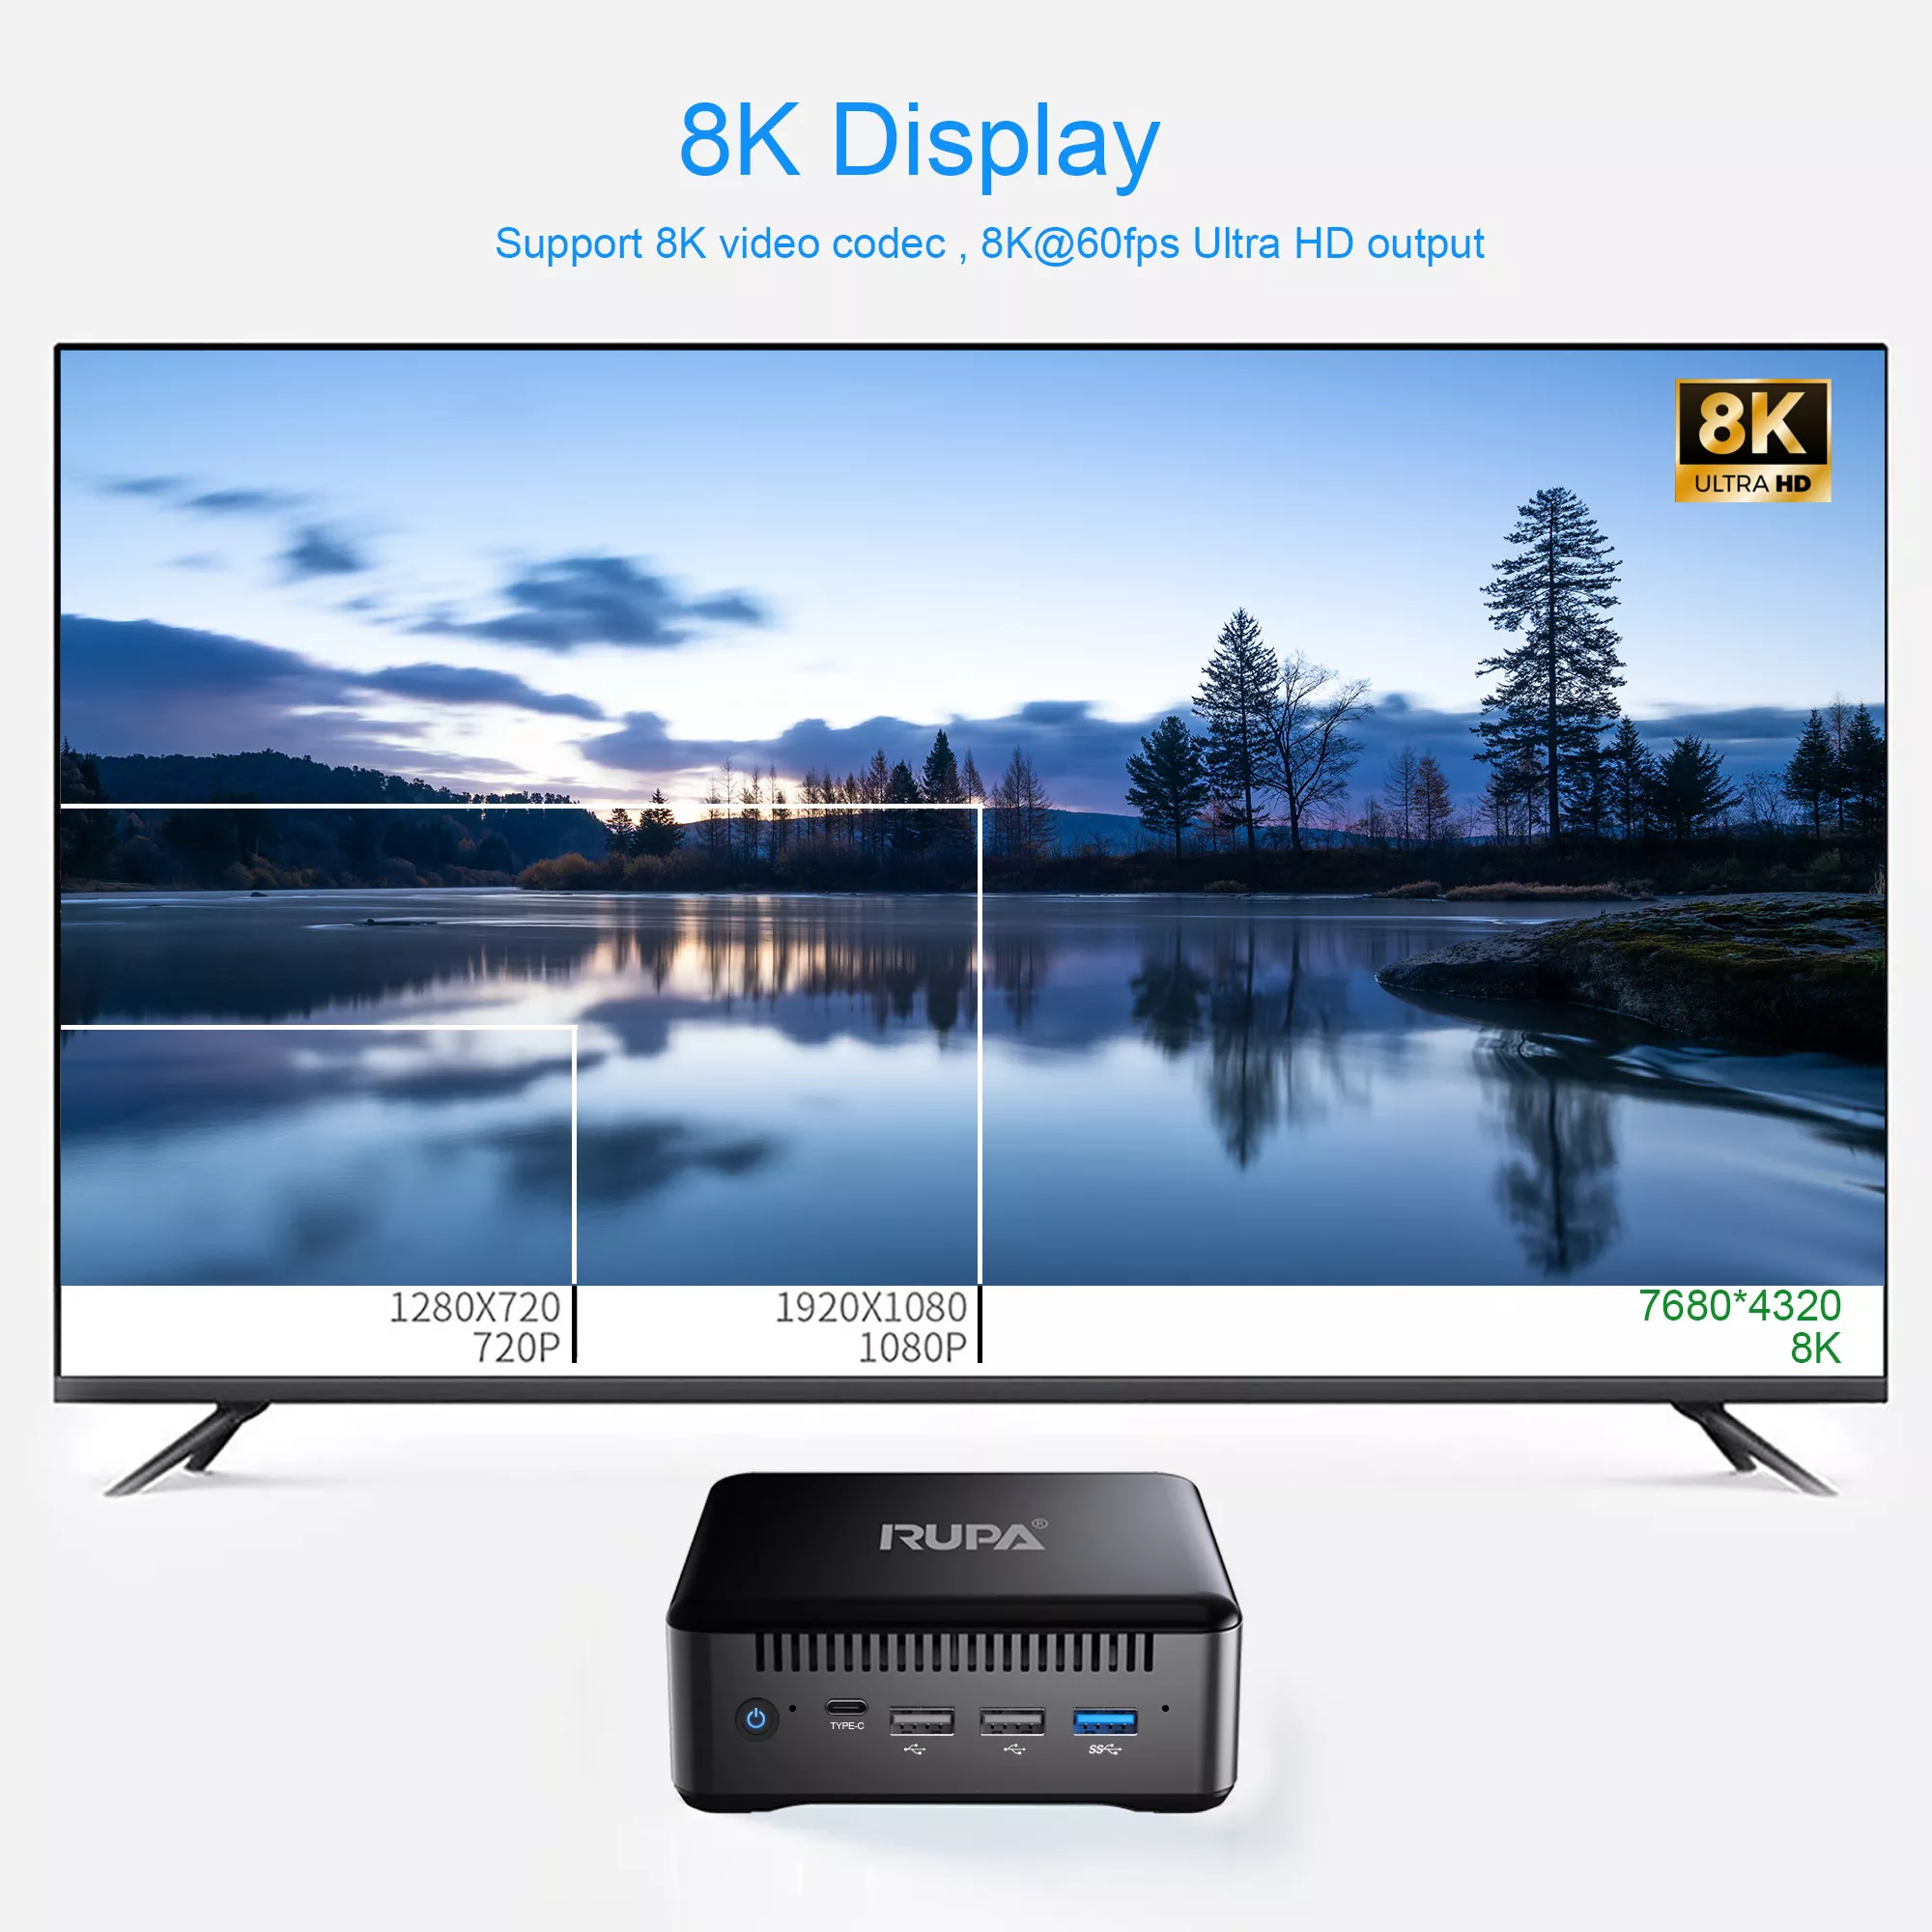 8K Display
Support 8K video codec , 8K@60fps Ultra HD output
8K
ULTRA HD
1280X720
720P
1920X1080
1080P
7680*4320
8K
RUPA®
TYPE-C
SS